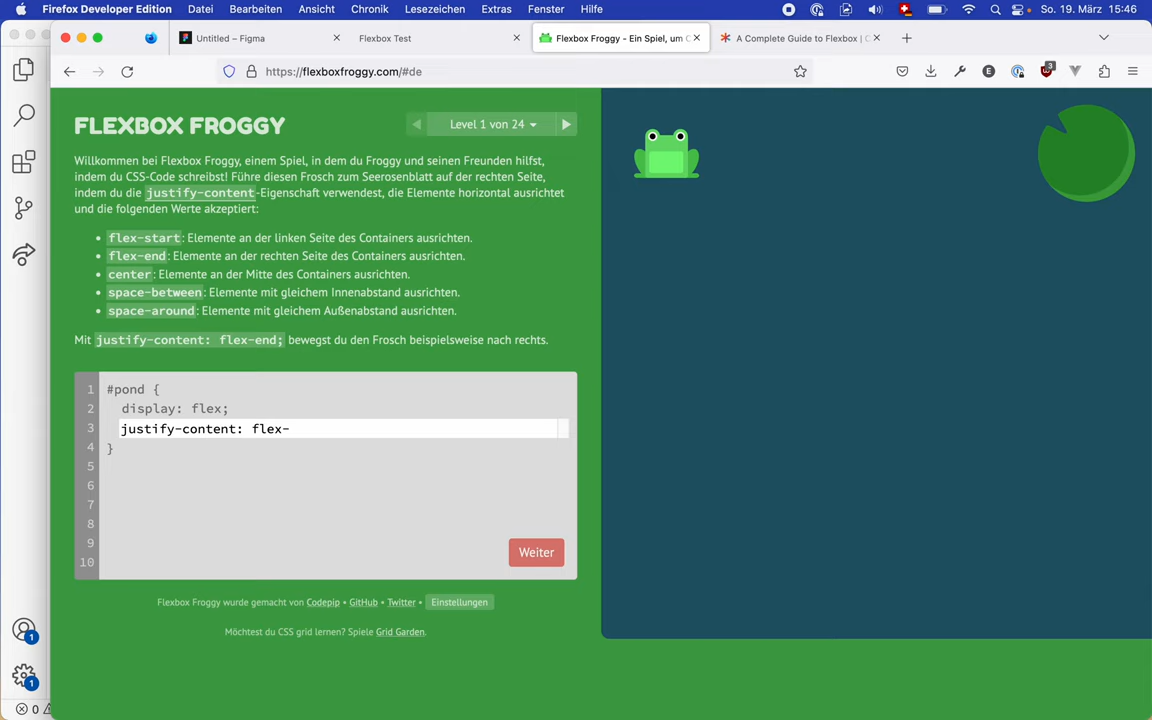 Firefox Developer Edition Datei Bearbeiten Ansicht Chronik Lesezeichen Extras Fenster Hilfe So. 19. März 15:46
Untitled – Figma Flexbox Test Flexbox Froggy - Ein Spiel, um A Complete Guide to Flexbox |
https://flexboxfroggy.com/#de E 3
FLEXBOX FROGGY
Level 1 von 24
Willkommen bei Flexbox Froggy, einem Spiel, in dem du Froggy und seinen Freunden hilfst,
indem du CSS-Code schreibst! Führe diesen Frosch zum Seerosenblatt auf der rechten Seite,
indem du die justify-content-Eigenschaft verwendest, die Elemente horizontal ausrichtet
und die folgenden Werte akzeptiert:
• flex-start: Elemente an der linken Seite des Containers ausrichten.
• flex-end: Elemente an der rechten Seite des Containers ausrichten.
• center: Elemente an der Mitte des Containers ausrichten.
• space-between: Elemente mit gleichem Innenabstand ausrichten.
• space-around: Elemente mit gleichem Außenabstand ausrichten.
Mit justify-content: flex-end; bewegst du den Frosch beispielsweise nach rechts.
1 #pond {
2 display: flex;
3 justify-content: flex-
4 }
5
6
7
8
9
10
Weiter
Flexbox Froggy wurde gemacht von Codepip • GitHub • Twitter • Einstellungen
Möchtest du CSS grid lernen? Spiele Grid Garden.
1
1
0